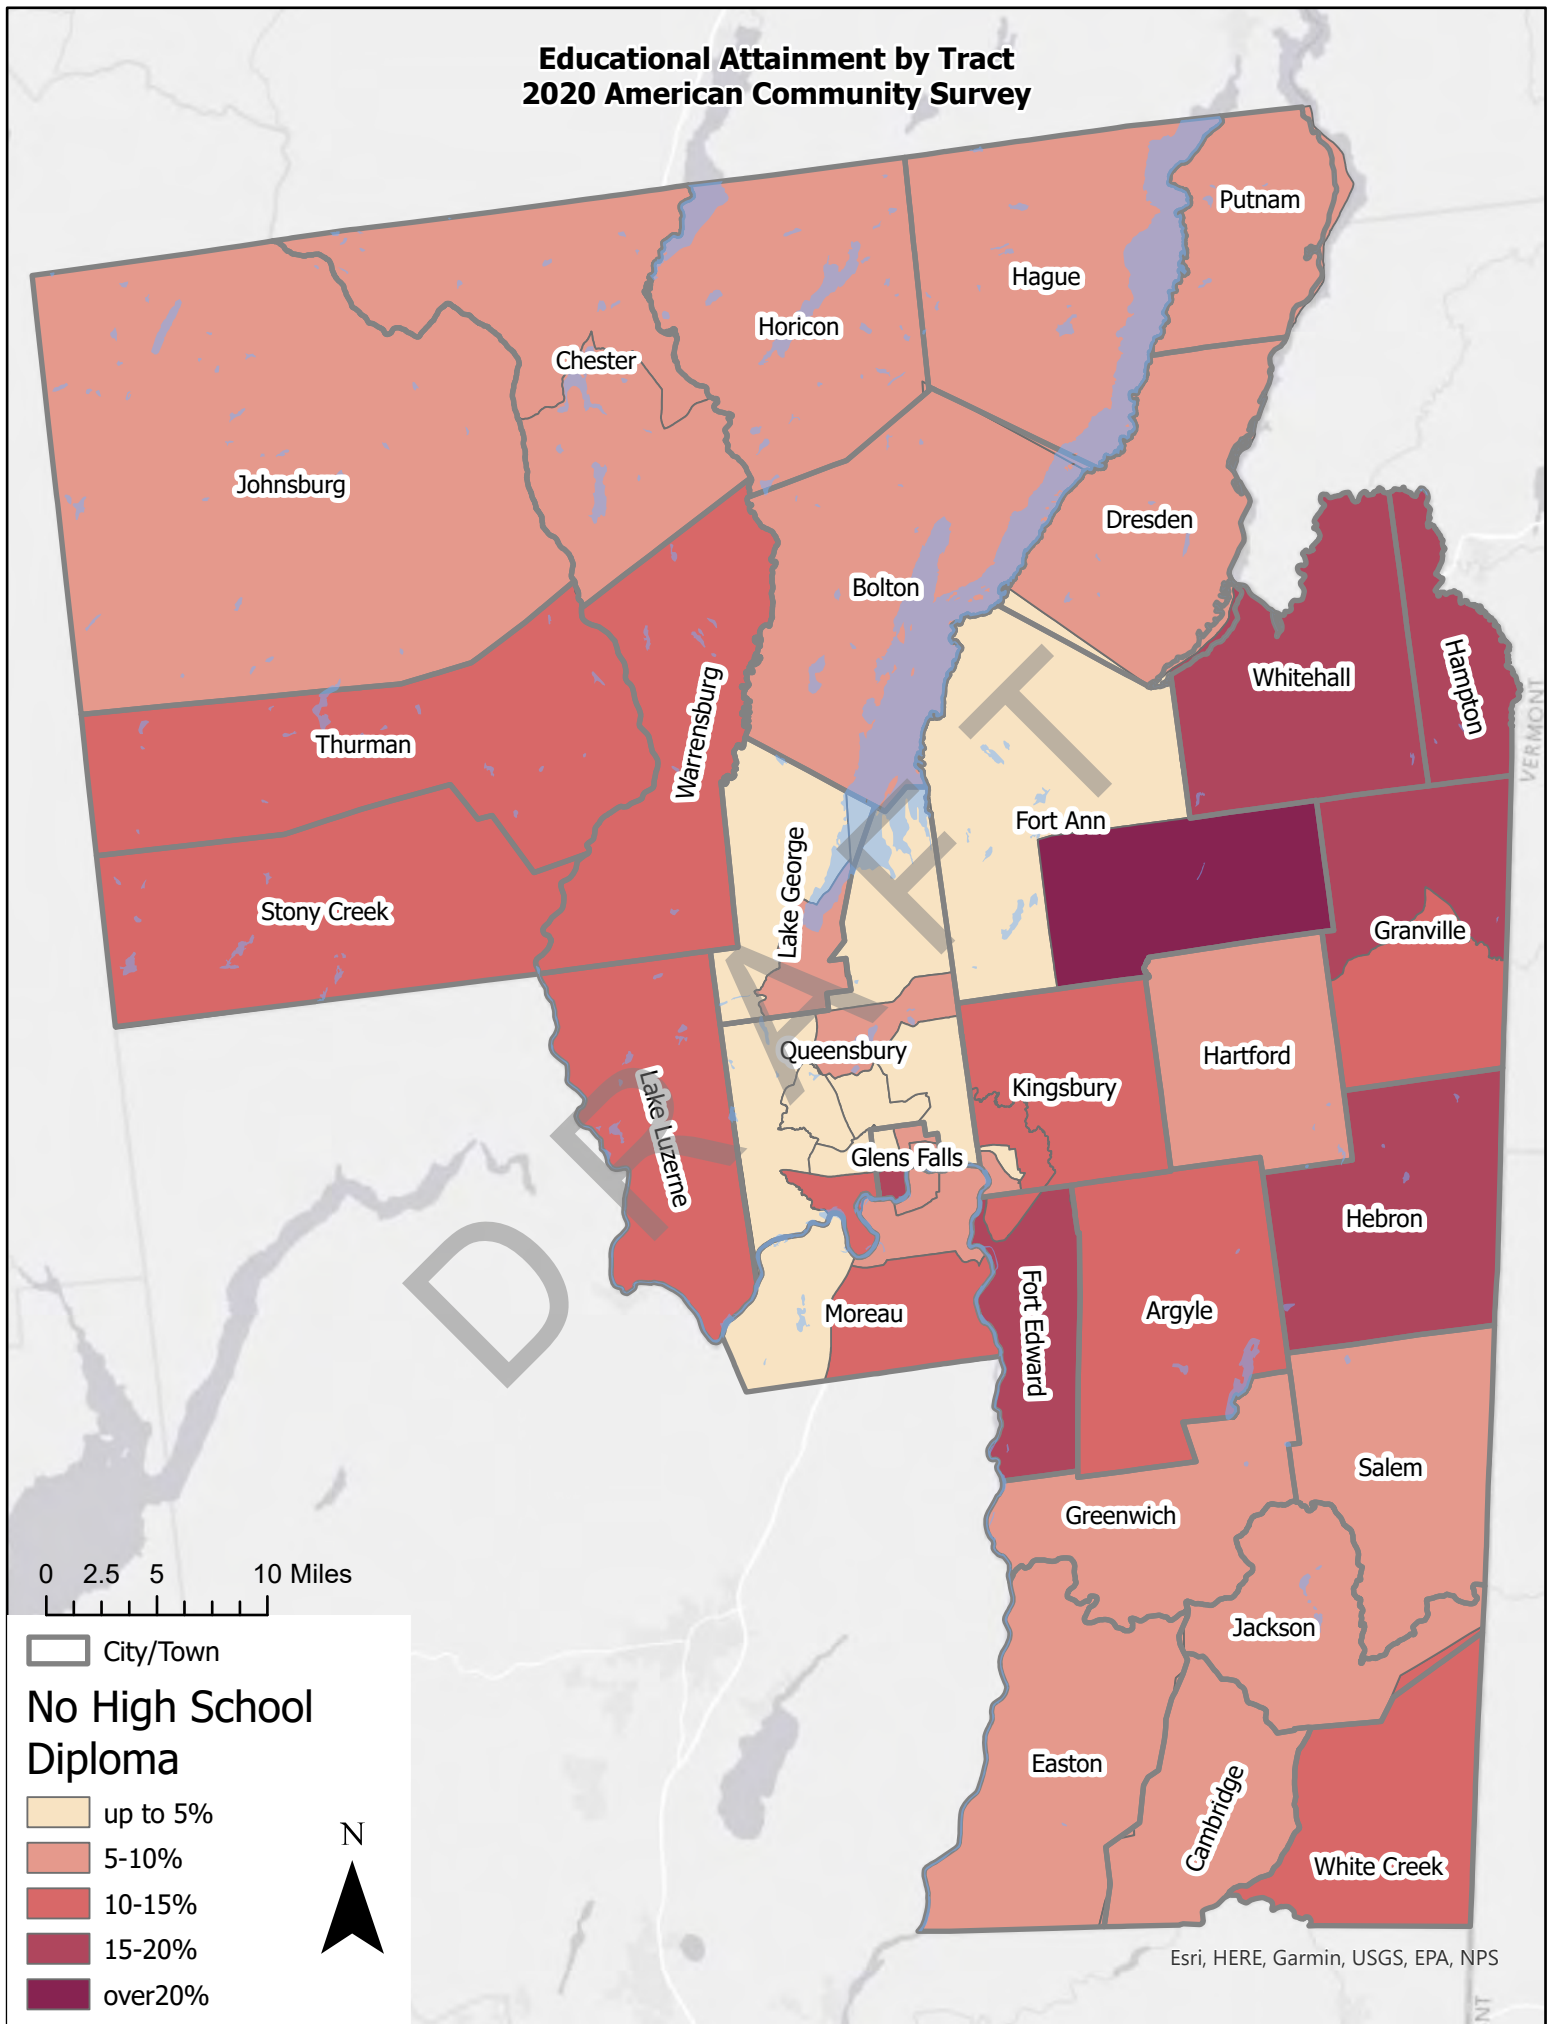 Educational Attainment by Tract
2020 American Community Survey
Putnam
Hague
Horicon
Chester
Johnsburg
Dresden
Bolton
Whitehall
Hampton
Warrensburg
VERMONT
Thurman
Fort Ann
Lake George
Stony Creek
Granville
Queensbury
Hartford
Kingsbury
Lake Luzerne
Glens Falls
Hebron
Moreau
Fort Edward
Argyle
DRAFT
Salem
Greenwich
Jackson
Easton
Cambridge
White Creek
0 2.5 5 10 Miles
City/Town
No High School
Diploma
up to 5%
5-10%
10-15%
15-20%
over20%
N
Esri, HERE, Garmin, USGS, EPA, NPS
NT